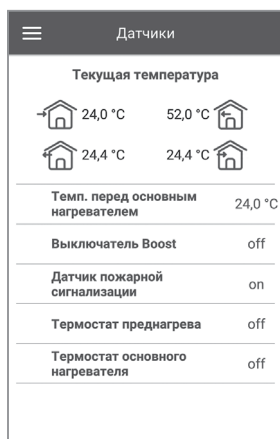 Датчики
Текущая температура
24,0 °C 52,0 °C
24,4 °C 24,4 °C
Темп. перед основным
нагревателем 24,0 °C
Выключатель Boost off
Датчик пожарной
сигнализации on
Термостат преднагрева off
Термостат основного
нагревателя off